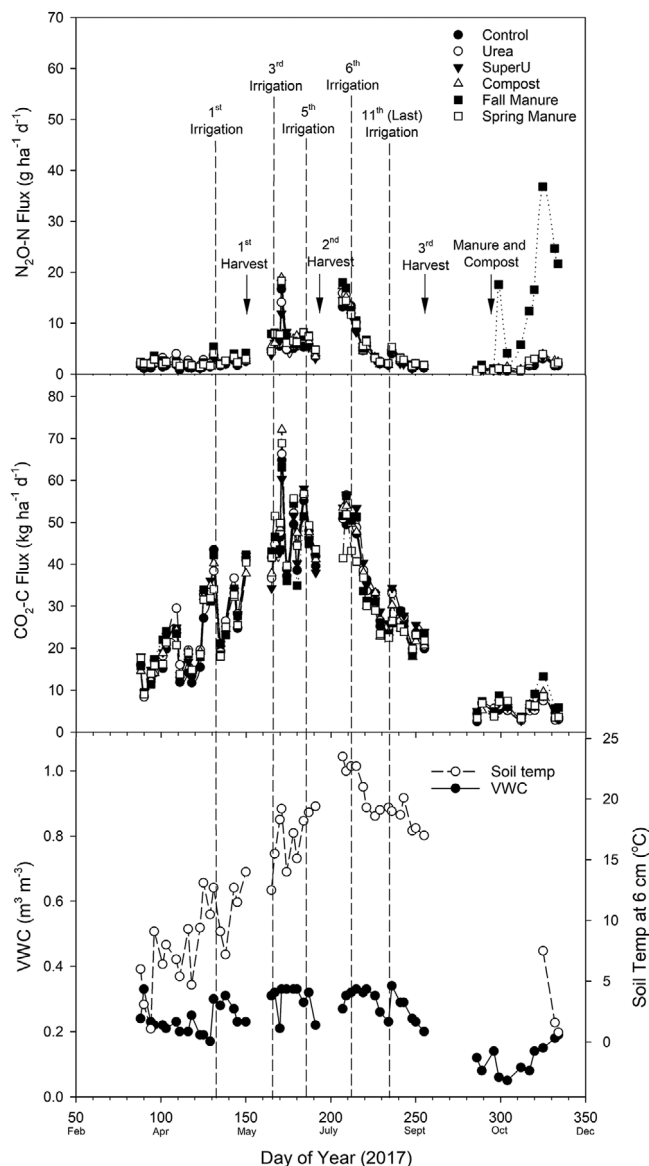 70
60
50
40
30
20
10
0
N₂O-N Flux (g ha⁻¹ d⁻¹)
Control
Urea
SuperU
Compost
Fall Manure
Spring Manure
1st
Irrigation
3rd
Irrigation
5th
Irrigation
6th
Irrigation
11th (Last)
Irrigation
1st
Harvest
2nd
Harvest
3rd
Harvest
Manure and
Compost
80
70
60
50
40
30
20
10
0
CO₂-C Flux (kg ha⁻¹ d⁻¹)
1.0
0.8
0.6
0.4
0.2
0.0
VWC (m³ m⁻³)
Soil temp
VWC
25
20
15
10
5
0
Soil Temp at 6 cm (°C)
50 100 150 200 250 300 350
Feb Apr May July Sept Oct Dec
Day of Year (2017)